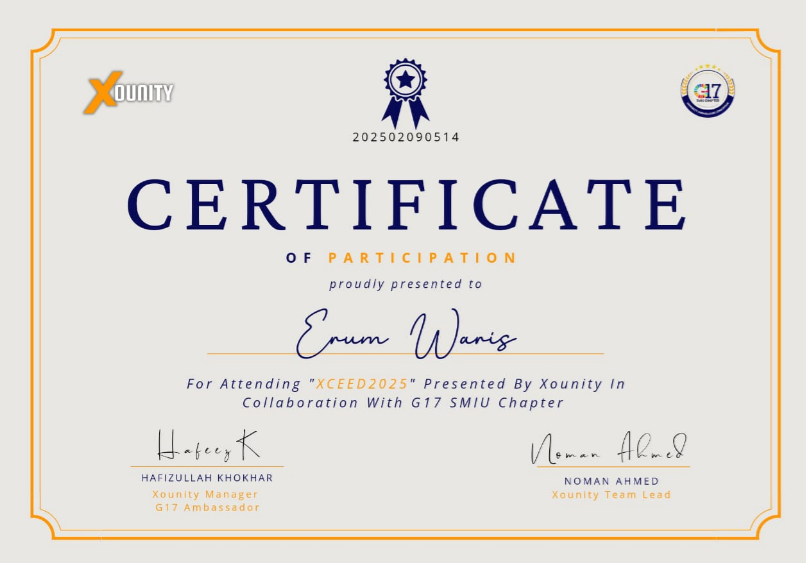 XOUNITY
G17
202502090514
CERTIFICATE
OF PARTICIPATION
proudly presented to
Erum Waris
For Attending "XCEED2025" Presented By Xounity In
Collaboration With G17 SMIU Chapter
Hafeez K
Noman Ahmed
HAFIZULLAH KHOKHAR
NOMAN AHMED
Xounity Manager
Xounity Team Lead
G17 Ambassador